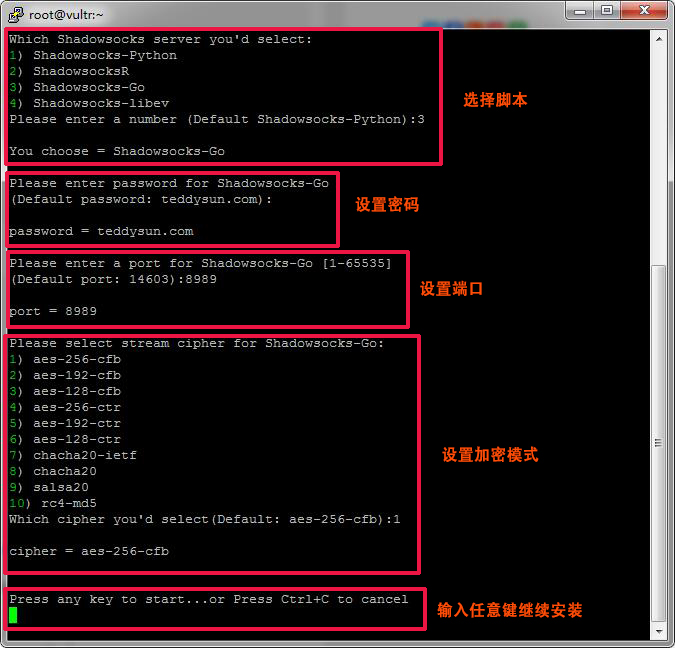 root@vultr:~
Which Shadowsocks server you'd select:
1) Shadowsocks-Python
2) ShadowsocksR
3) Shadowsocks-Go
4) Shadowsocks-libev
Please enter a number (Default Shadowsocks-Python):3
选择脚本
You choose = Shadowsocks-Go
Please enter password for Shadowsocks-Go
(Default password: teddysun.com):
设置密码
password = teddysun.com
Please enter a port for Shadowsocks-Go [1-65535]
(Default port: 14603):8989
设置端口
port = 8989
Please select stream cipher for Shadowsocks-Go:
1) aes-256-cfb
2) aes-192-cfb
3) aes-128-cfb
4) aes-256-ctr
5) aes-192-ctr
6) aes-128-ctr
7) chacha20-ietf
设置加密模式
8) chacha20
9) salsa20
10) rc4-md5
Which cipher you'd select(Default: aes-256-cfb):1
cipher = aes-256-cfb
Press any key to start...or Press Ctrl+C to cancel
输入任意键继续安装